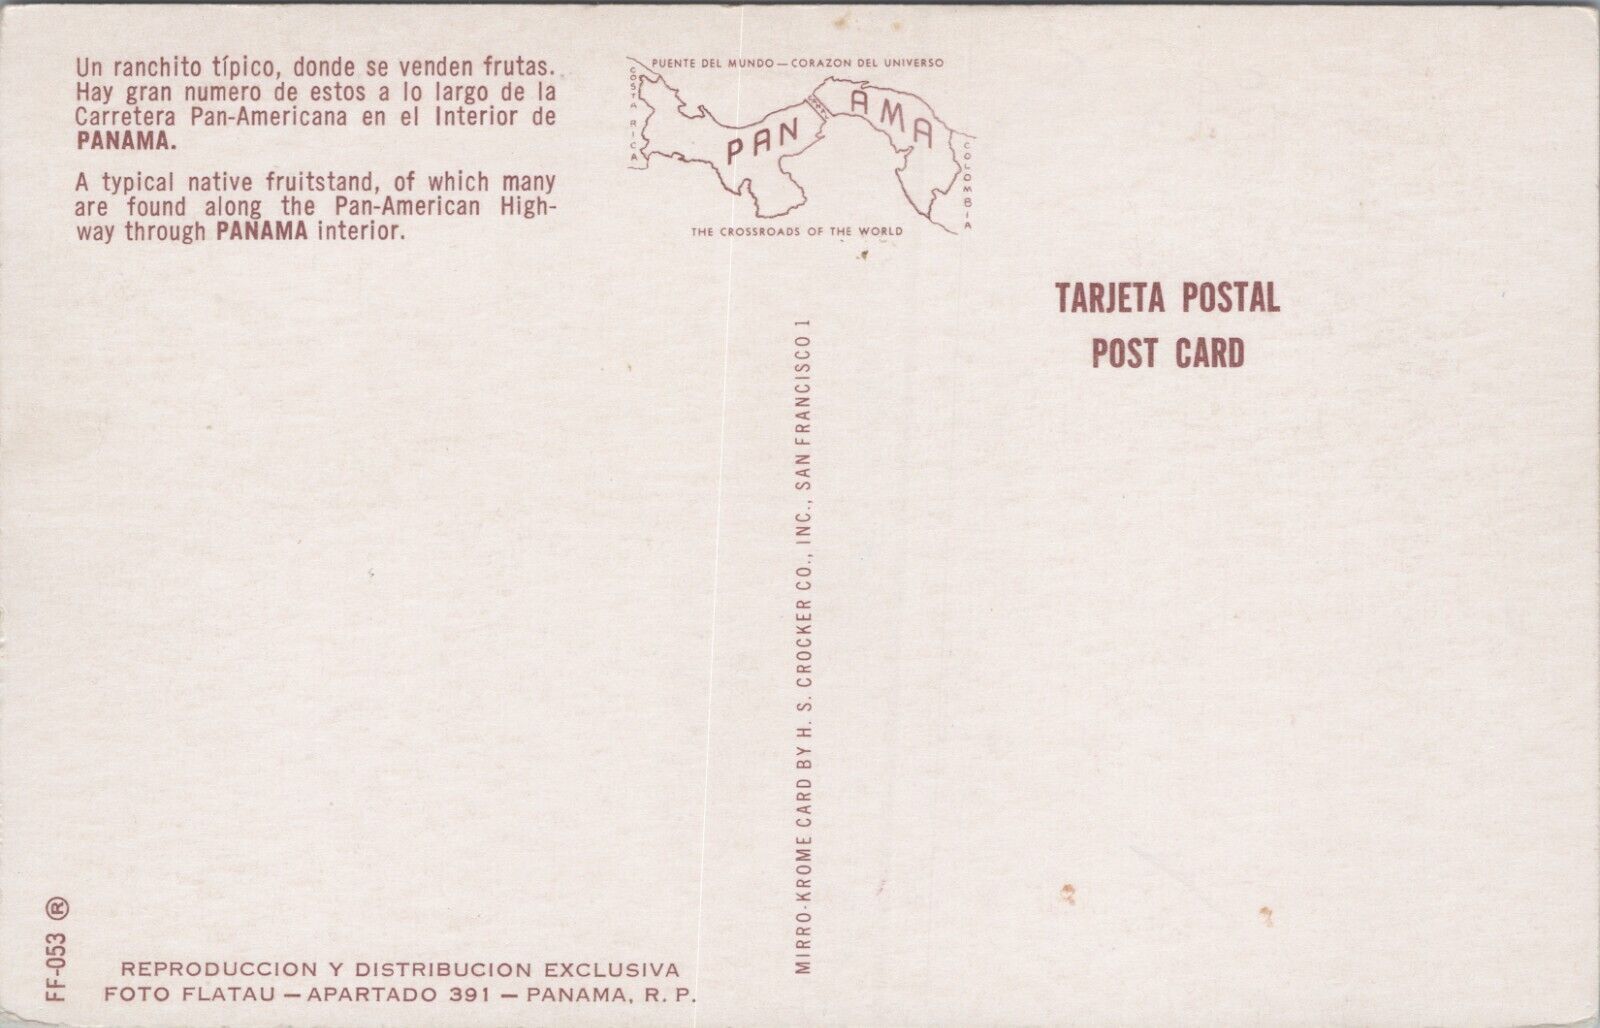 Un ranchito típico, donde se venden frutas.
Hay gran numero de estos a lo largo de la
Carretera Pan-Americana en el Interior de
PANAMA.
A typical native fruitstand, of which many
are found along the Pan-American High-
way through PANAMA interior.
PUENTE DEL MUNDO — CORAZON DEL UNIVERSO
COSTA RICA
PAN AMA
COLOMBIA
THE CROSSROADS OF THE WORLD
TARJETA POSTAL
POST CARD
MIRRO-KROME CARD BY H. S. CROCKER CO., INC., SAN FRANCISCO 1
FF-053 ®
REPRODUCCION Y DISTRIBUCION EXCLUSIVA
FOTO FLATAU — APARTADO 391 — PANAMA, R. P.